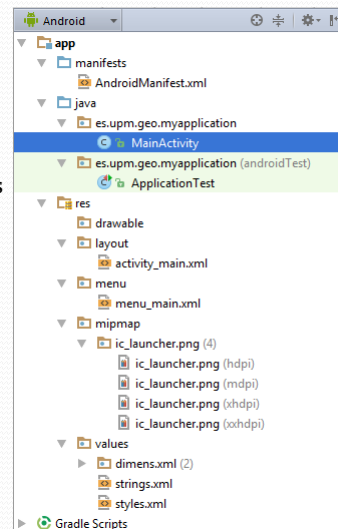 Android
app
manifests
AndroidManifest.xml
java
es.upm.geo.myapplication
MainActivity
es.upm.geo.myapplication (androidTest)
ApplicationTest
s
res
drawable
layout
activity_main.xml
menu
menu_main.xml
mipmap
ic_launcher.png (4)
ic_launcher.png (hdpi)
ic_launcher.png (mdpi)
ic_launcher.png (xhdpi)
ic_launcher.png (xxhdpi)
values
dimens.xml (2)
strings.xml
styles.xml
Gradle Scripts